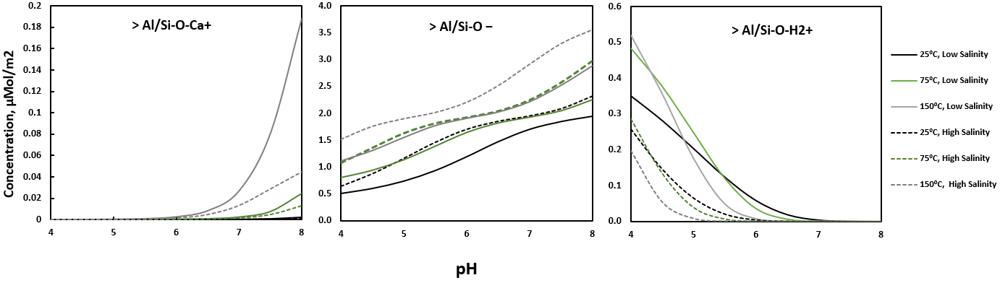 > Al/Si-O-Ca+
> Al/Si-O –
> Al/Si-O-H2+
Concentration, µMol/m2
0.2
0.18
0.16
0.14
0.12
0.1
0.08
0.06
0.04
0.02
0
4 5 6 7 8
4.0
3.5
3.0
2.5
2.0
1.5
1.0
0.5
0.0
4 5 6 7 8
0.6
0.5
0.4
0.3
0.2
0.1
0.0
4 5 6 7 8
pH
25⁰C, Low Salinity
75⁰C, Low Salinity
150⁰C, Low Salinity
25⁰C, High Salinity
75⁰C, High Salinity
150⁰C, High Salinity